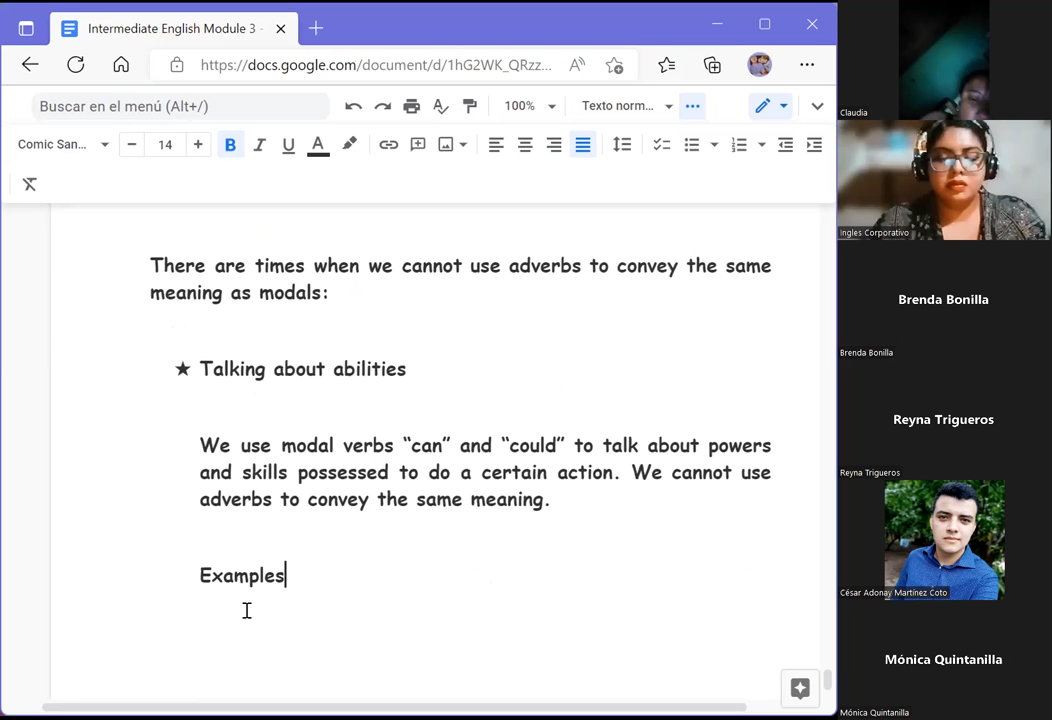 Intermediate English Module 3 -
https://docs.google.com/document/d/1hG2WK_QRzz...
Buscar en el menú (Alt+/)
100%
Texto norm...
Comic San...
14
There are times when we cannot use adverbs to convey the same
meaning as modals:
★ Talking about abilities
We use modal verbs “can” and “could” to talk about powers
and skills possessed to do a certain action. We cannot use
adverbs to convey the same meaning.
Examples
Claudia
Ingles Corporativo
Brenda Bonilla
Brenda Bonilla
Reyna Trigueros
Reyna Trigueros
César Adonay Martínez Coto
Mónica Quintanilla
Mónica Quintanilla